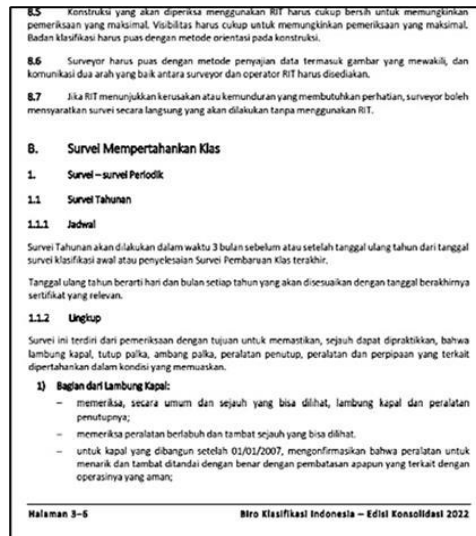 8.5 Konstruksi yang akan diperiksa menggunakan RIT harus cukup bersih untuk memungkinkan
pemeriksaan yang maksimal. Visibilitas harus cukup untuk memungkinkan pemeriksaan yang maksimal.
Badan klasifikasi harus puas dengan metode orientasi pada konstruksi.
8.6 Surveyor harus puas dengan metode penyajian data termasuk gambar yang mewakili, dan
komunikasi dua arah yang baik antara surveyor dan operator RIT harus disediakan.
8.7 Jika RIT menunjukkan kerusakan atau kemunduran yang membutuhkan perhatian, surveyor boleh
mensyaratkan survei secara langsung yang akan dilakukan tanpa menggunakan RIT.
B. Survei Mempertahankan Klas
1. Survei – survei Periodik
1.1 Survei Tahunan
1.1.1 Jadwal
Survei Tahunan akan dilakukan dalam waktu 3 bulan sebelum atau setelah tanggal ulang tahun dari tanggal
survei klasifikasi awal atau penyelesaian Survei Pembaruan Klas terakhir.
Tanggal ulang tahun berarti hari dan bulan setiap tahun yang akan disesuaikan dengan tanggal berakhirnya
sertifikat yang relevan.
1.1.2 Lingkup
Survei ini terdiri dari pemeriksaan dengan tujuan untuk memastikan, sejauh dapat dipraktikkan, bahwa
lambung kapal, tutup palka, ambang palka, peralatan penutup, peralatan dan perpipaan yang terkait
dipertahankan dalam kondisi yang memuaskan.
1) Bagian dari Lambung Kapal:
– memeriksa, secara umum dan sejauh yang bisa dilihat, lambung kapal dan peralatan
penutupnya;
– memeriksa peralatan berlabuh dan tambat sejauh yang bisa dilihat.
– untuk kapal yang dibangun setelah 01/01/2007, mengonfirmasikan bahwa peralatan untuk
menarik dan tambat ditandai dengan benar dengan pembatasan apapun yang terkait dengan
operasinya yang aman;
Halaman 3–6 Biro Klasifikasi Indonesia – Edisi Konsolidasi 2022